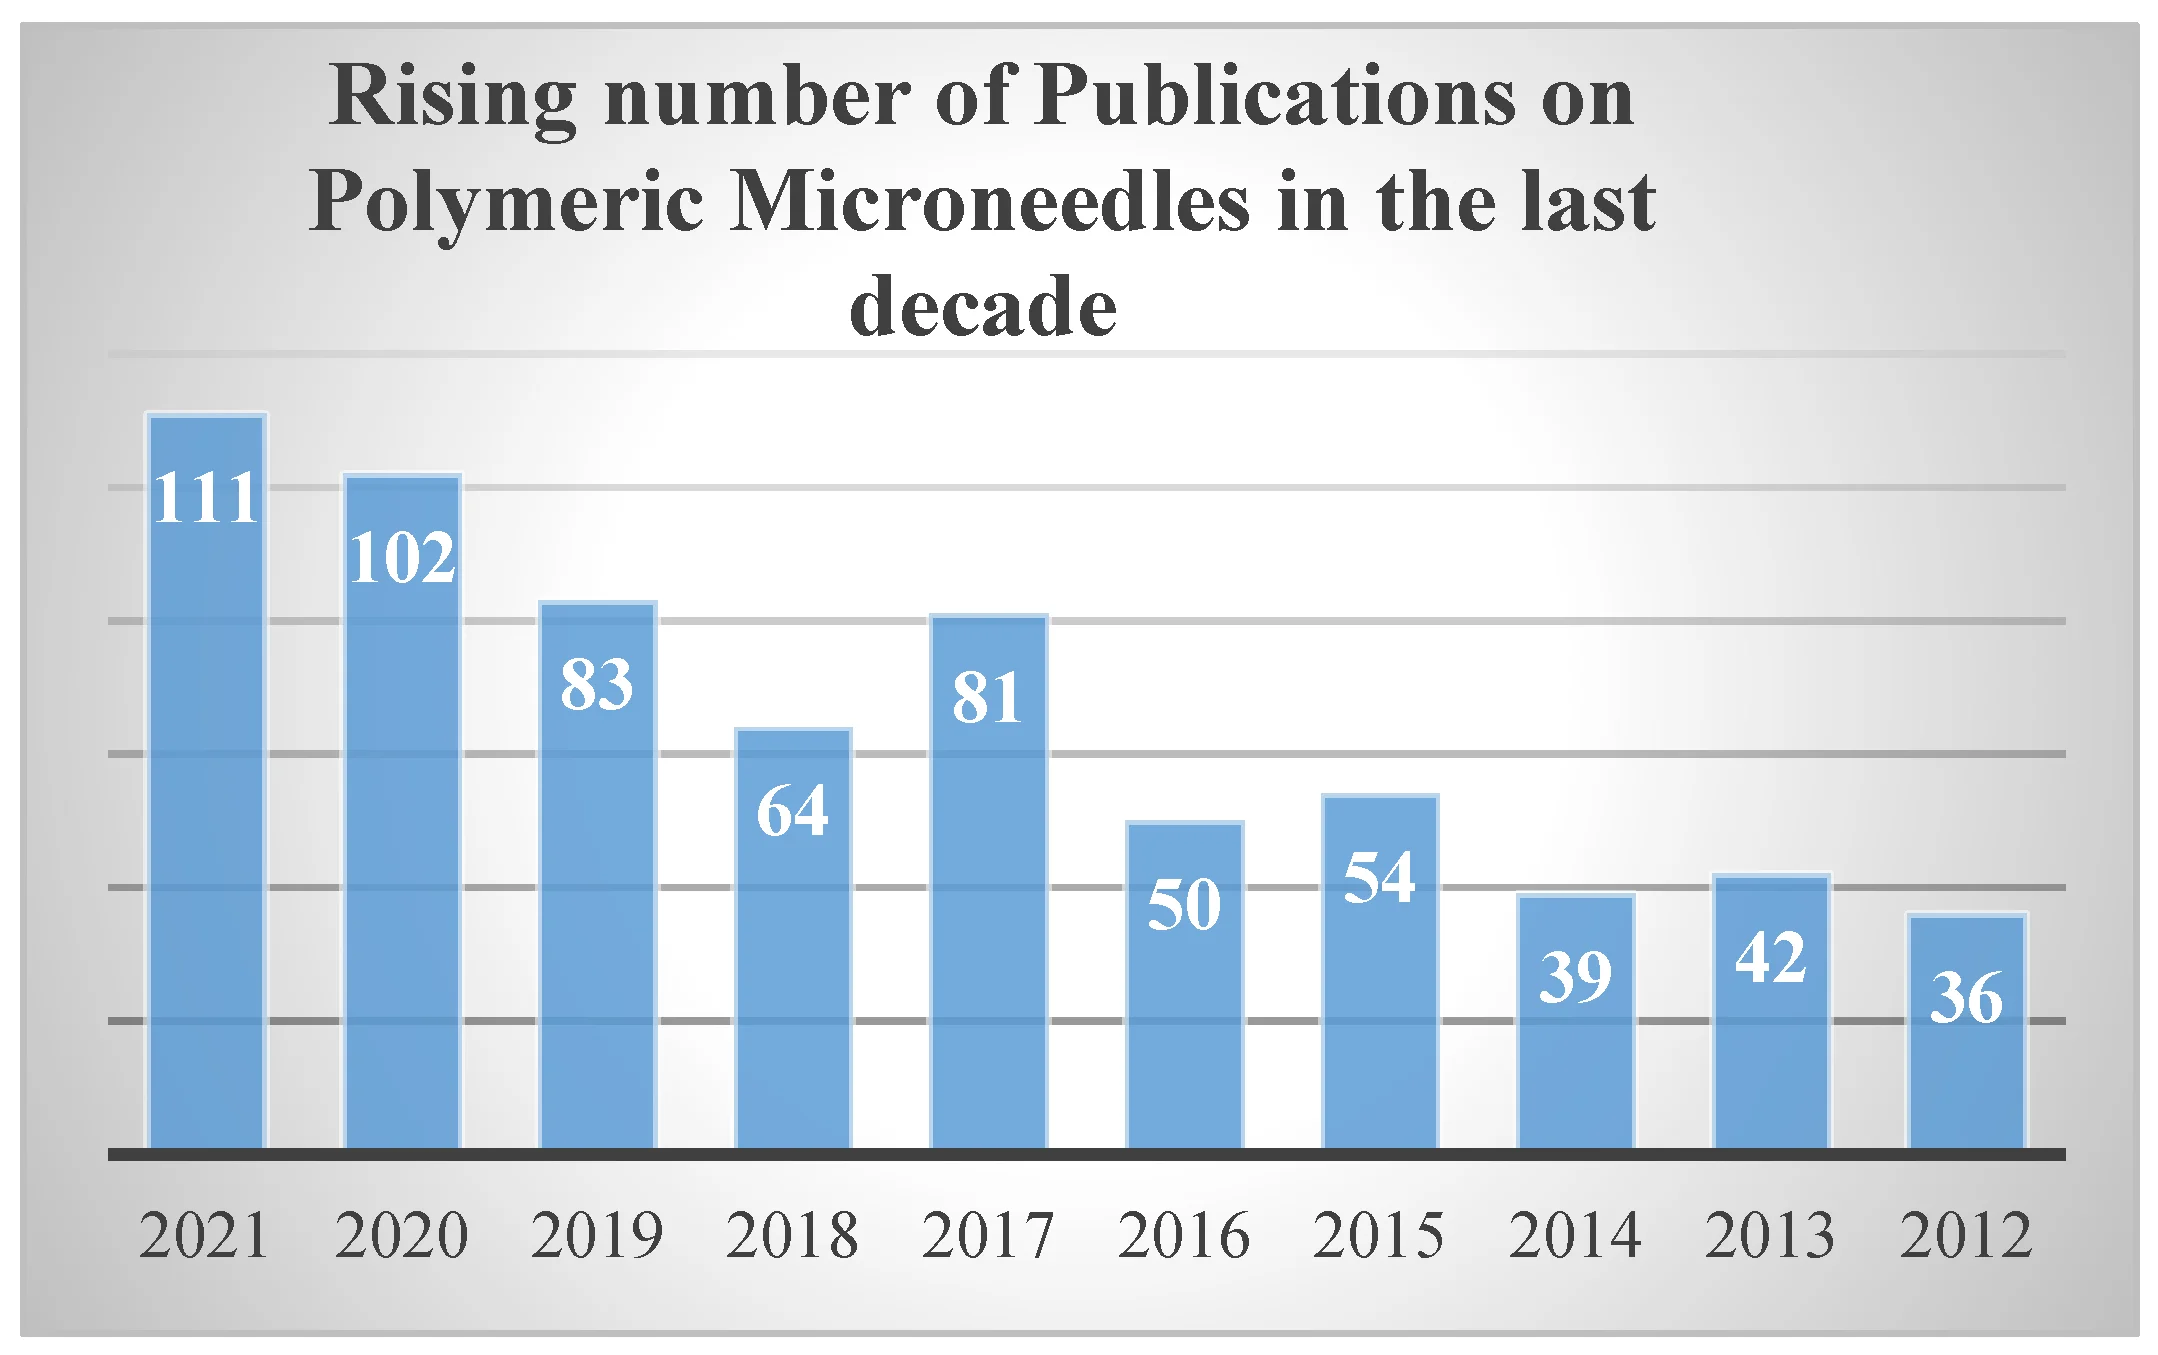 Rising number of Publications on
Polymeric Microneedles in the last
decade
111
102
83
64
81
50
54
39
42
36
2021 2020 2019 2018 2017 2016 2015 2014 2013 2012